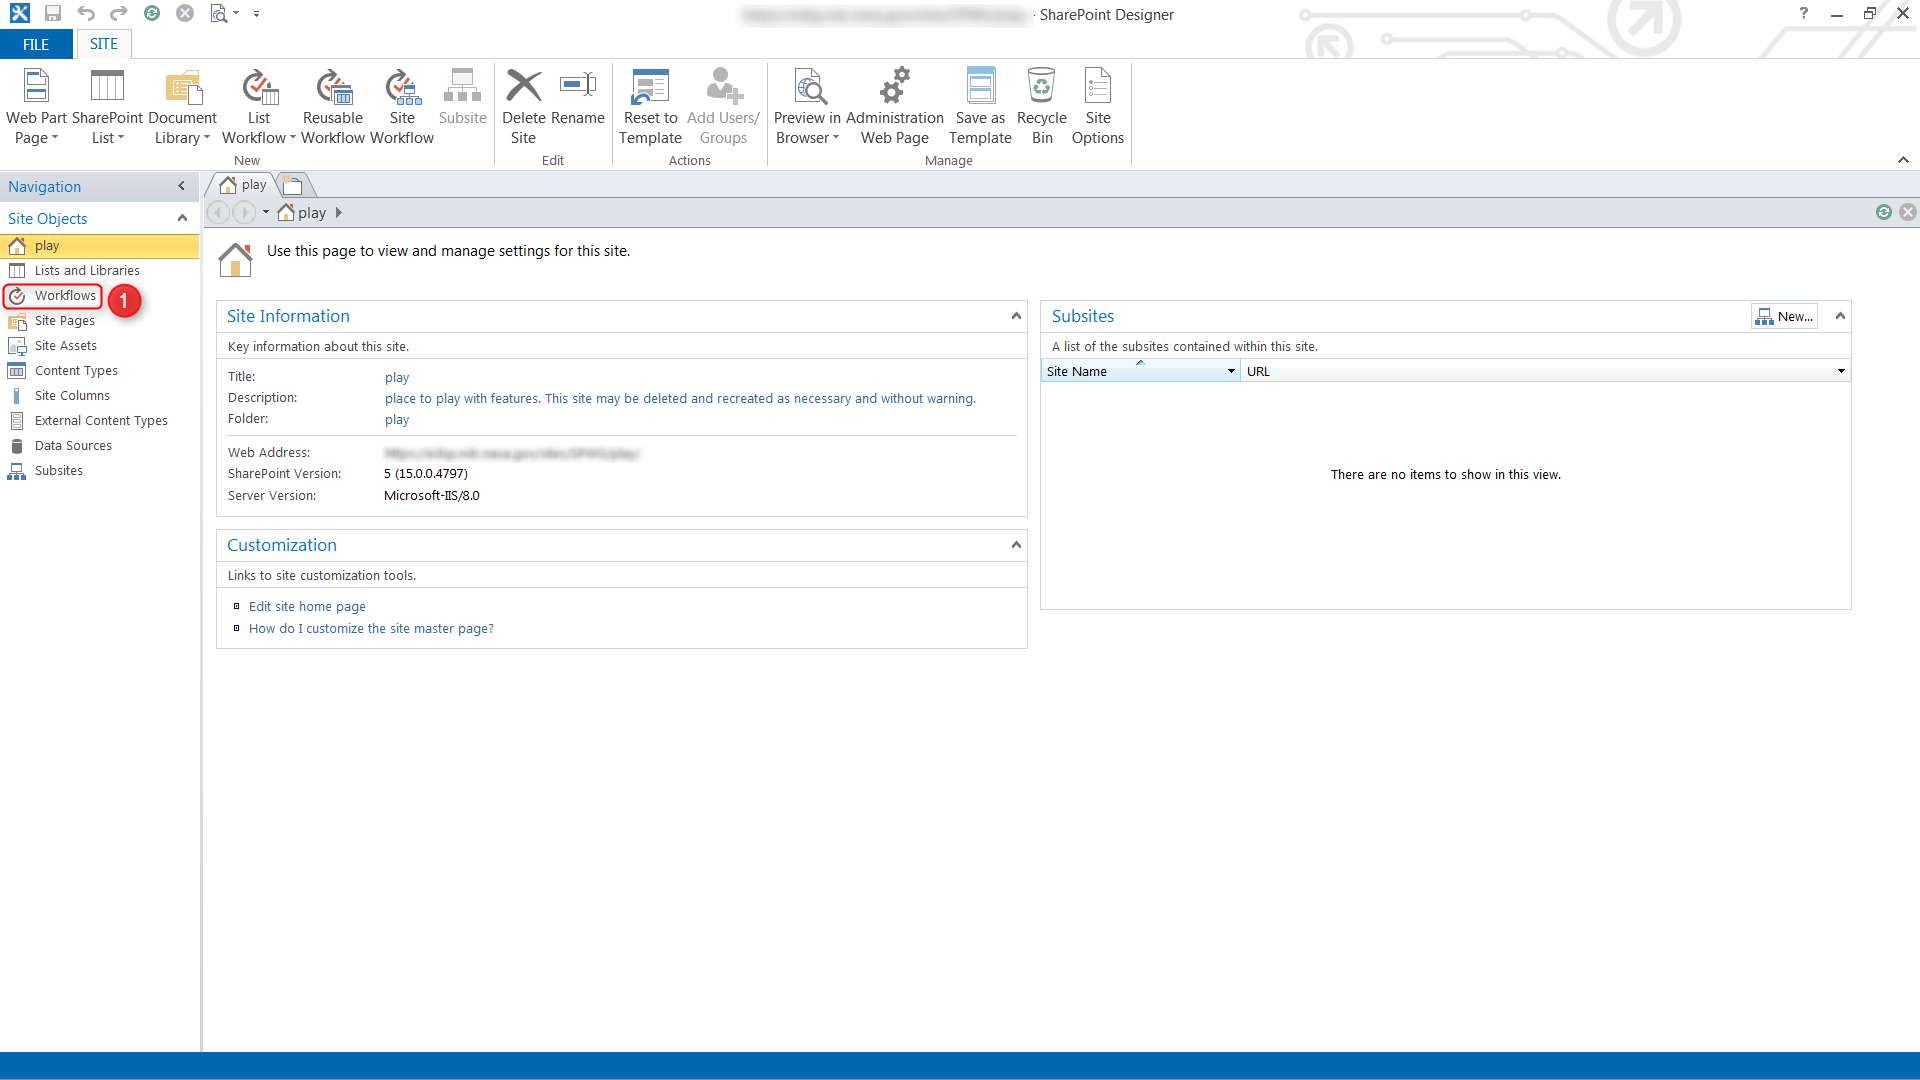 - SharePoint Designer
?
FILE
SITE
Web Part Page
SharePoint List
Document Library
List Workflow
Reusable Workflow
Site Workflow
Subsite
New
Delete Site
Rename
Edit
Reset to Template
Add Users/ Groups
Actions
Preview in Browser
Administration Web Page
Save as Template
Recycle Bin
Site Options
Manage
Navigation
Site Objects
play
Lists and Libraries
Workflows
1
Site Pages
Site Assets
Content Types
Site Columns
External Content Types
Data Sources
Subsites
play
play
Use this page to view and manage settings for this site.
Site Information
Key information about this site.
Title: play
Description: place to play with features. This site may be deleted and recreated as necessary and without warning.
Folder: play
Web Address:
SharePoint Version: 5 (15.0.0.4797)
Server Version: Microsoft-IIS/8.0
Customization
Links to site customization tools.
Edit site home page
How do I customize the site master page?
Subsites
New...
A list of the subsites contained within this site.
Site Name URL
There are no items to show in this view.